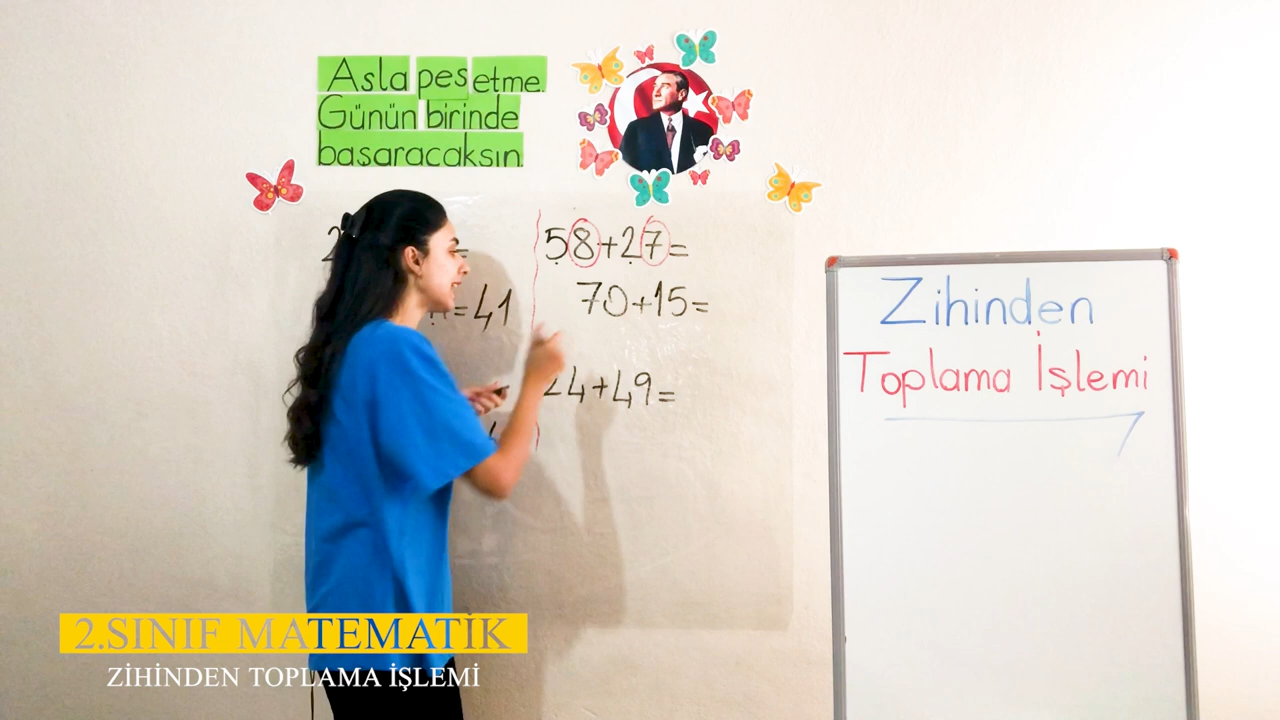 Asla pes etme.
Günün birinde
başaracaksın.
58+27=
=41
70+15=
24+49=
Zihinden
Toplama İşlemi
2.SINIF MATEMATİK
ZİHİNDEN TOPLAMA İŞLEMİ